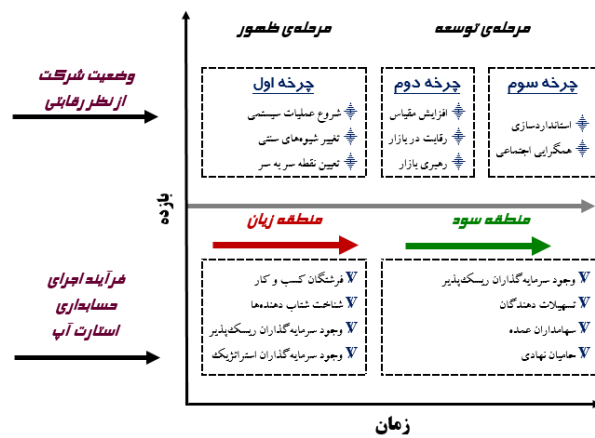 مرحله‌ی ظهور
مرحله‌ی توسعه
وضعیت شرکت
از نظر رقابتی
چرخه اول
شروع عملیات سیستمی
تغییر شیوه‌های سنتی
تعیین نقطه سر به سر
چرخه دوم
افزایش مقیاس
رقابت در بازار
رهبری بازار
چرخه سوم
استانداردسازی
همگرایی اجتماعی
بازده
منطقه زیان
منطقه سود
فرآیند اجرای
حسابداری
استارت آپ
فرشتگان کسب و کار
شناخت شتاب دهنده‌ها
وجود سرمایه‌گذاران ریسک‌پذیر
وجود سرمایه‌گذاران استراتژیک
وجود سرمایه‌گذاران ریسک‌پذیر
تسهیلات دهندگان
سهامداران عمده
حامیان نهادی
زمان